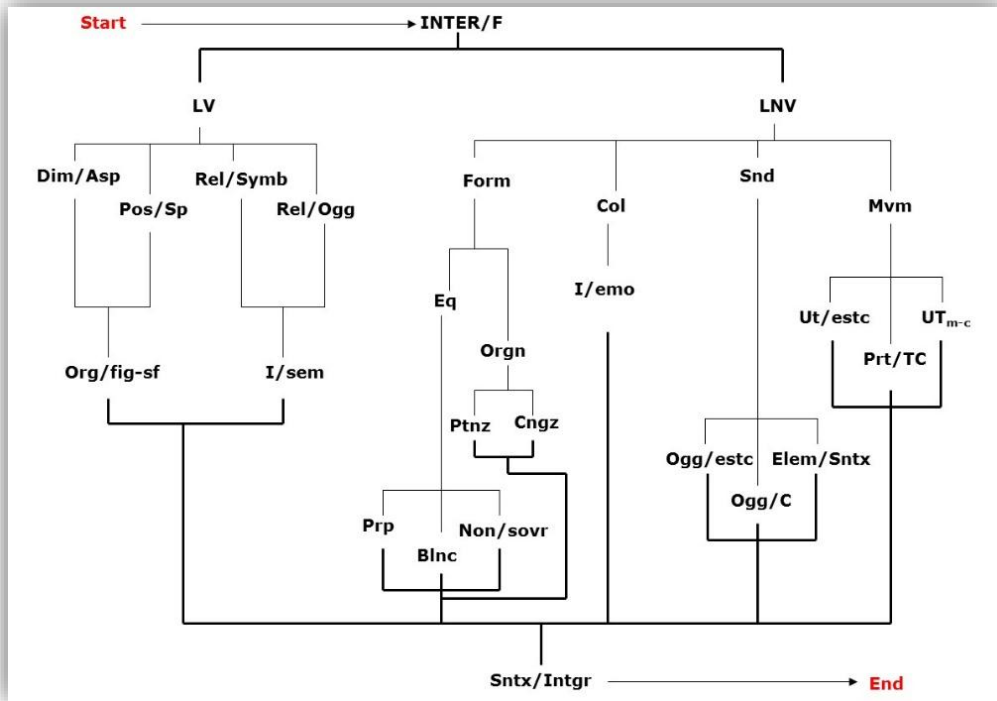 Start
INTER/F
LV
LNV
Dim/Asp
Pos/Sp
Rel/Symb
Rel/Ogg
Form
Col
Snd
Mvm
Eq
I/emo
Ut/estc
UTm-c
Prt/TC
Orgn
Org/fig-sf
I/sem
Ptnz
Cngz
Ogg/estc
Elem/Sntx
Ogg/C
Prp
Non/sovr
Blnc
Sntx/Intgr
End